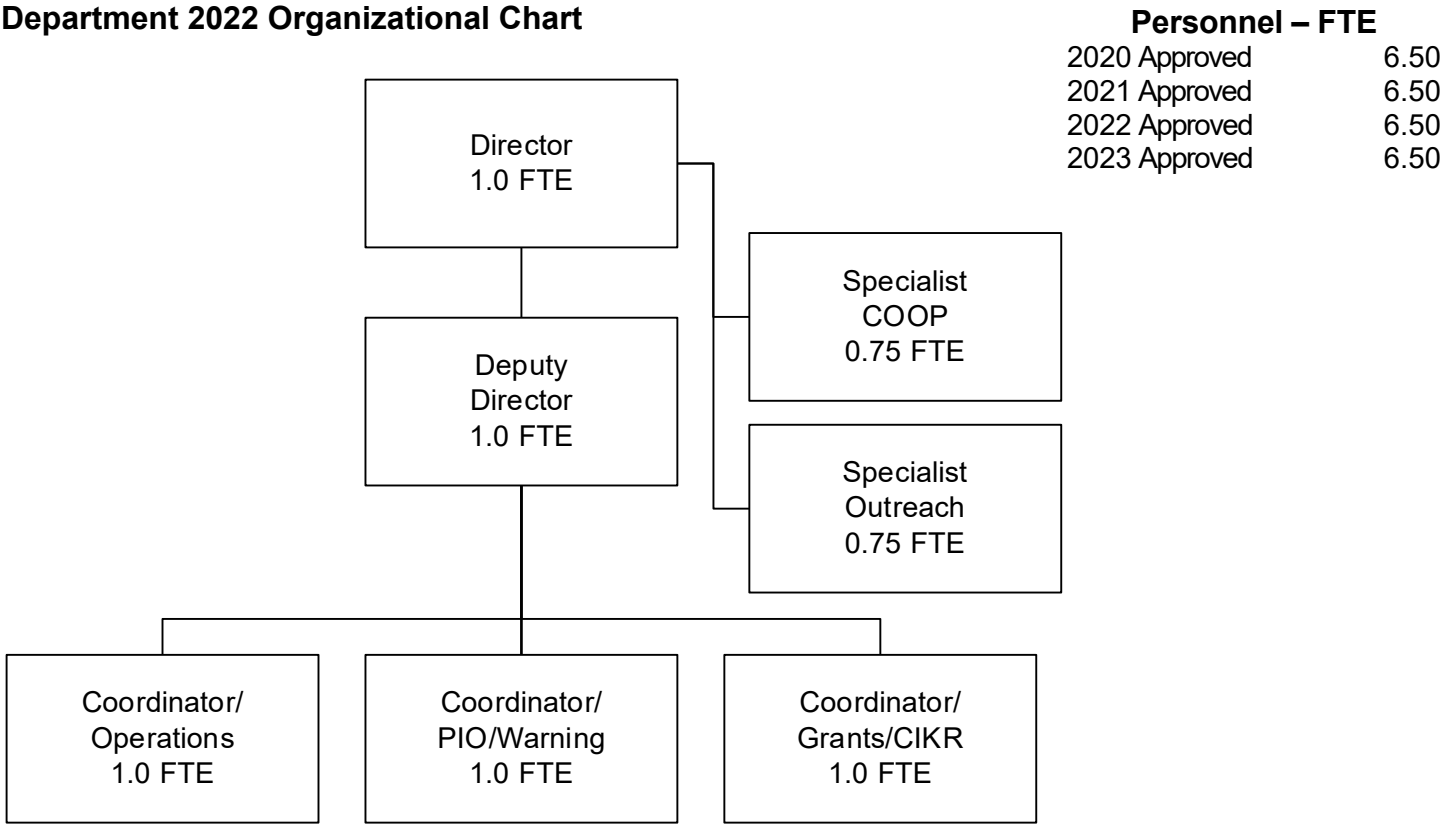 Department 2022 Organizational Chart
Personnel – FTE
2020 Approved 6.50
2021 Approved 6.50
2022 Approved 6.50
2023 Approved 6.50
Director
1.0 FTE
Specialist
COOP
0.75 FTE
Deputy
Director
1.0 FTE
Specialist
Outreach
0.75 FTE
Coordinator/
Operations
1.0 FTE
Coordinator/
PIO/Warning
1.0 FTE
Coordinator/
Grants/CIKR
1.0 FTE